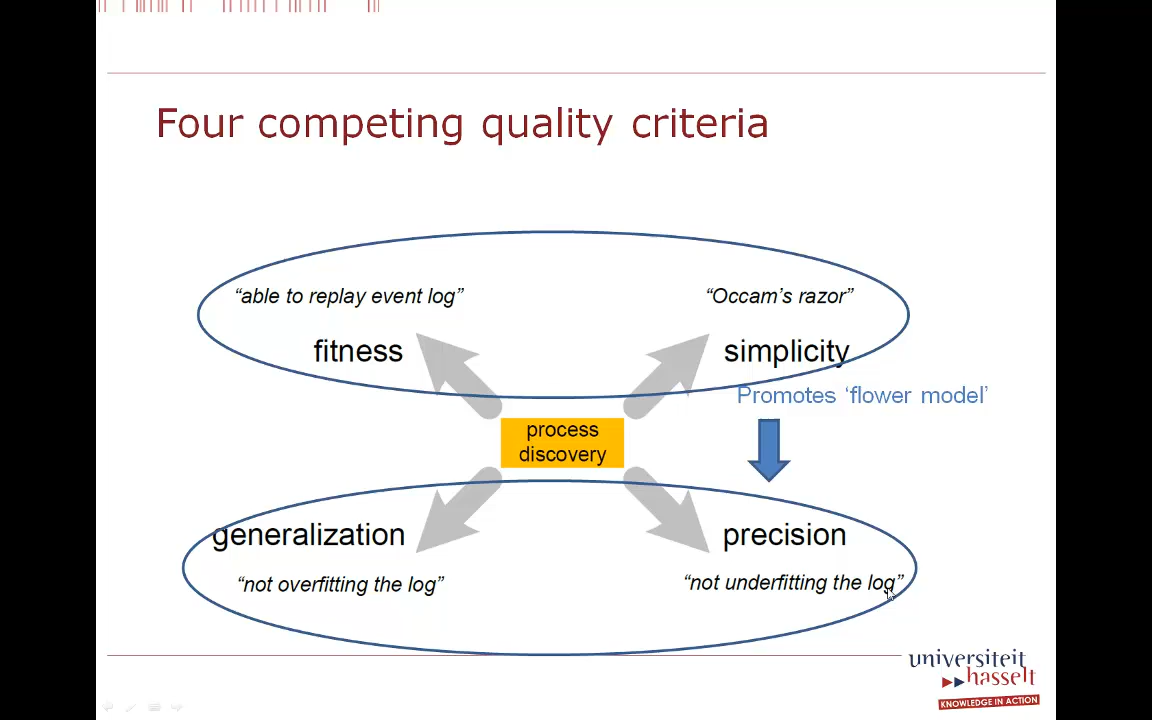 Four competing quality criteria
“able to replay event log”
“Occam’s razor”
fitness
simplicity
Promotes ‘flower model’
process
discovery
generalization
precision
“not overfitting the log”
“not underfitting the log”
universiteit
hasselt
KNOWLEDGE IN ACTION